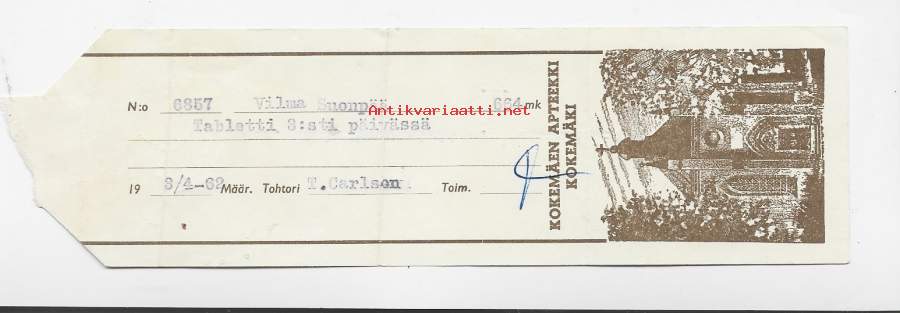 N:o 6857 Vilma Suonpää 664 mk
Antikvariaatti.net
Tabletti 3:sti päivässä
19 3/4-62 Määr. Tohtori T.Carlson Toim.
KOKEMÄEN APTEEKKI
KOKEMÄKI